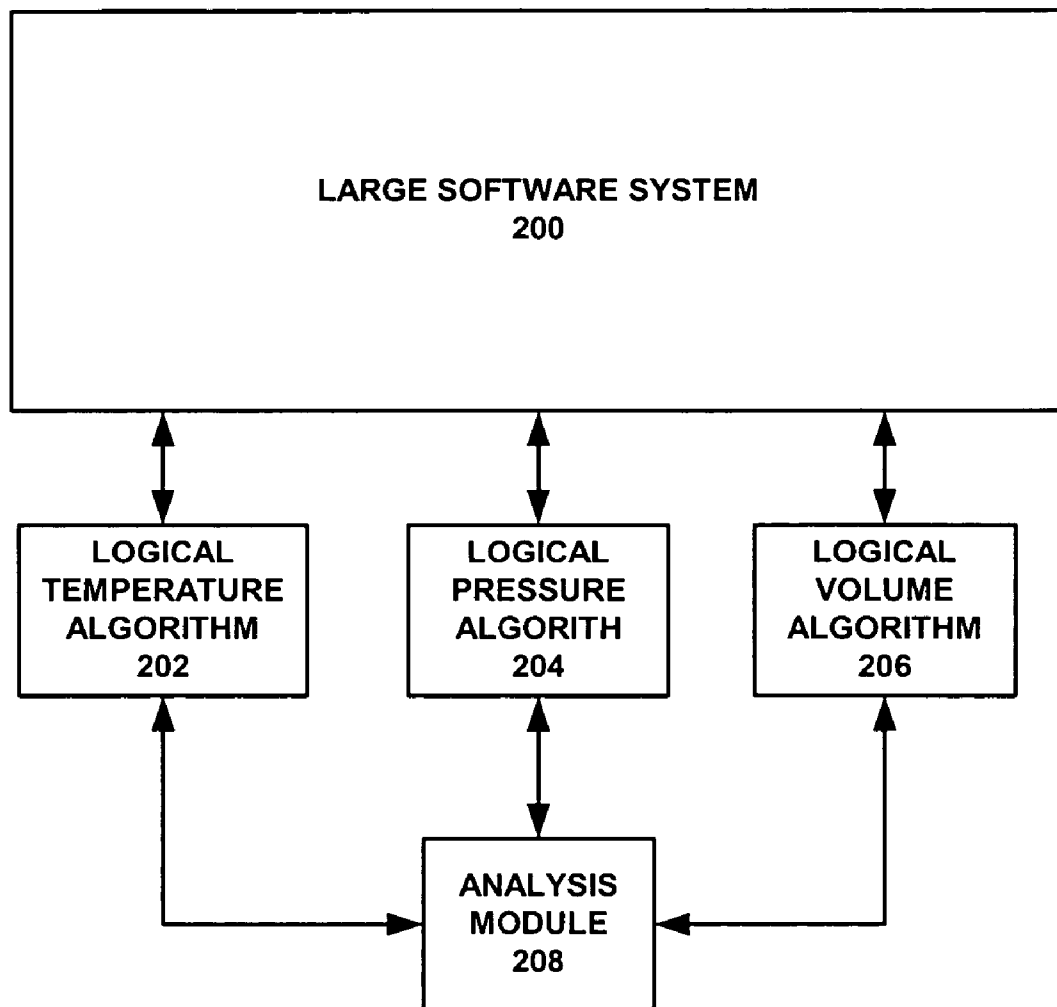 LARGE SOFTWARE SYSTEM
200
LOGICAL
TEMPERATURE
ALGORITHM
202
LOGICAL
PRESSURE
ALGORITH
204
LOGICAL
VOLUME
ALGORITHM
206
ANALYSIS
MODULE
208